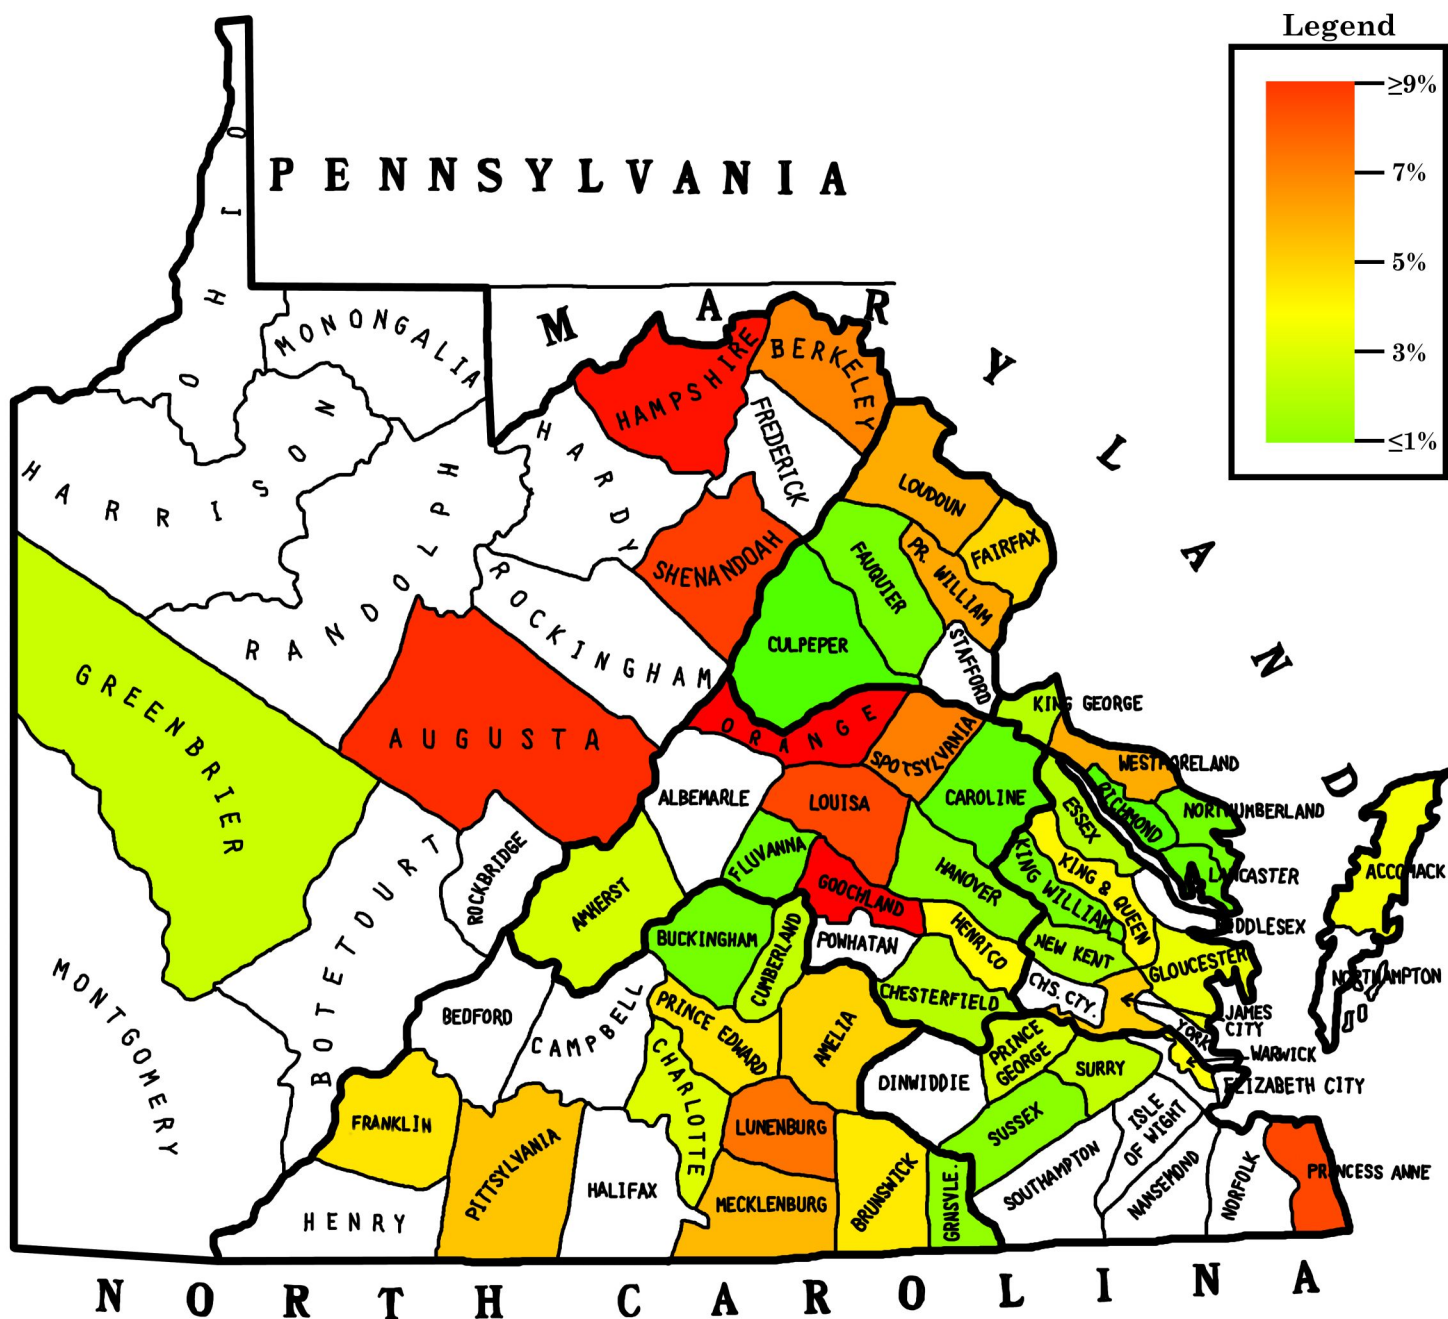 Legend
≥9%
7%
5%
3%
≤1%
PENNSYLVANIA
MARYLAND
NORTH CAROLINA
OHIO
MONONGALIA
HARRISON
RANDOLPH
HAMPSHIRE
BERKELEY
HARDY
FREDERICK
LOUDOUN
SHENANDOAH
FAUQUIER
PR. WILLIAM
FAIRFAX
ROCKINGHAM
CULPEPER
STAFFORD
GREENBRIER
AUGUSTA
ORANGE
SPOTSYLVANIA
KING GEORGE
WESTMORELAND
ALBEMARLE
LOUISA
CAROLINE
ESSEX
RICHMOND
NORTHUMBERLAND
BOTETOURT
ROCKBRIDGE
AMHERST
FLUVANNA
GOOCHLAND
HANOVER
KING WILLIAM
KING & QUEEN
LANCASTER
ACCOMACK
BUCKINGHAM
CUMBERLAND
POWHATAN
HENRICO
NEW KENT
MIDDLESEX
GLOUCESTER
NORTHAMPTON
MONTGOMERY
BEDFORD
CAMPBELL
PRINCE EDWARD
AMELIA
CHESTERFIELD
CHS. CTY.
JAMES
CITY
YORK
WARWICK
ELIZABETH CITY
FRANKLIN
PITTSYLVANIA
CHARLOTTE
LUNENBURG
DINWIDDIE
PRINCE
GEORGE
SURRY
SUSSEX
ISLE
OF WIGHT
HENRY
HALIFAX
MECKLENBURG
BRUNSWICK
GRNSVLE.
SOUTHAMPTON
NANSEMOND
NORFOLK
PRINCESS ANNE